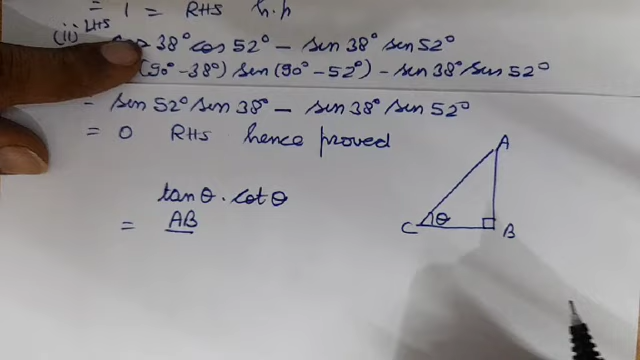 = 1 = RHS h.p
(ii) LHS
38° cos 52° - sin 38° sin 52°
(90° - 38°) sin (90° - 52°) - sin 38° sin 52°
= sin 52° sin 38° - sin 38° sin 52°
= 0 RHS hence proved
tan θ . cot θ
= AB
A
C θ B